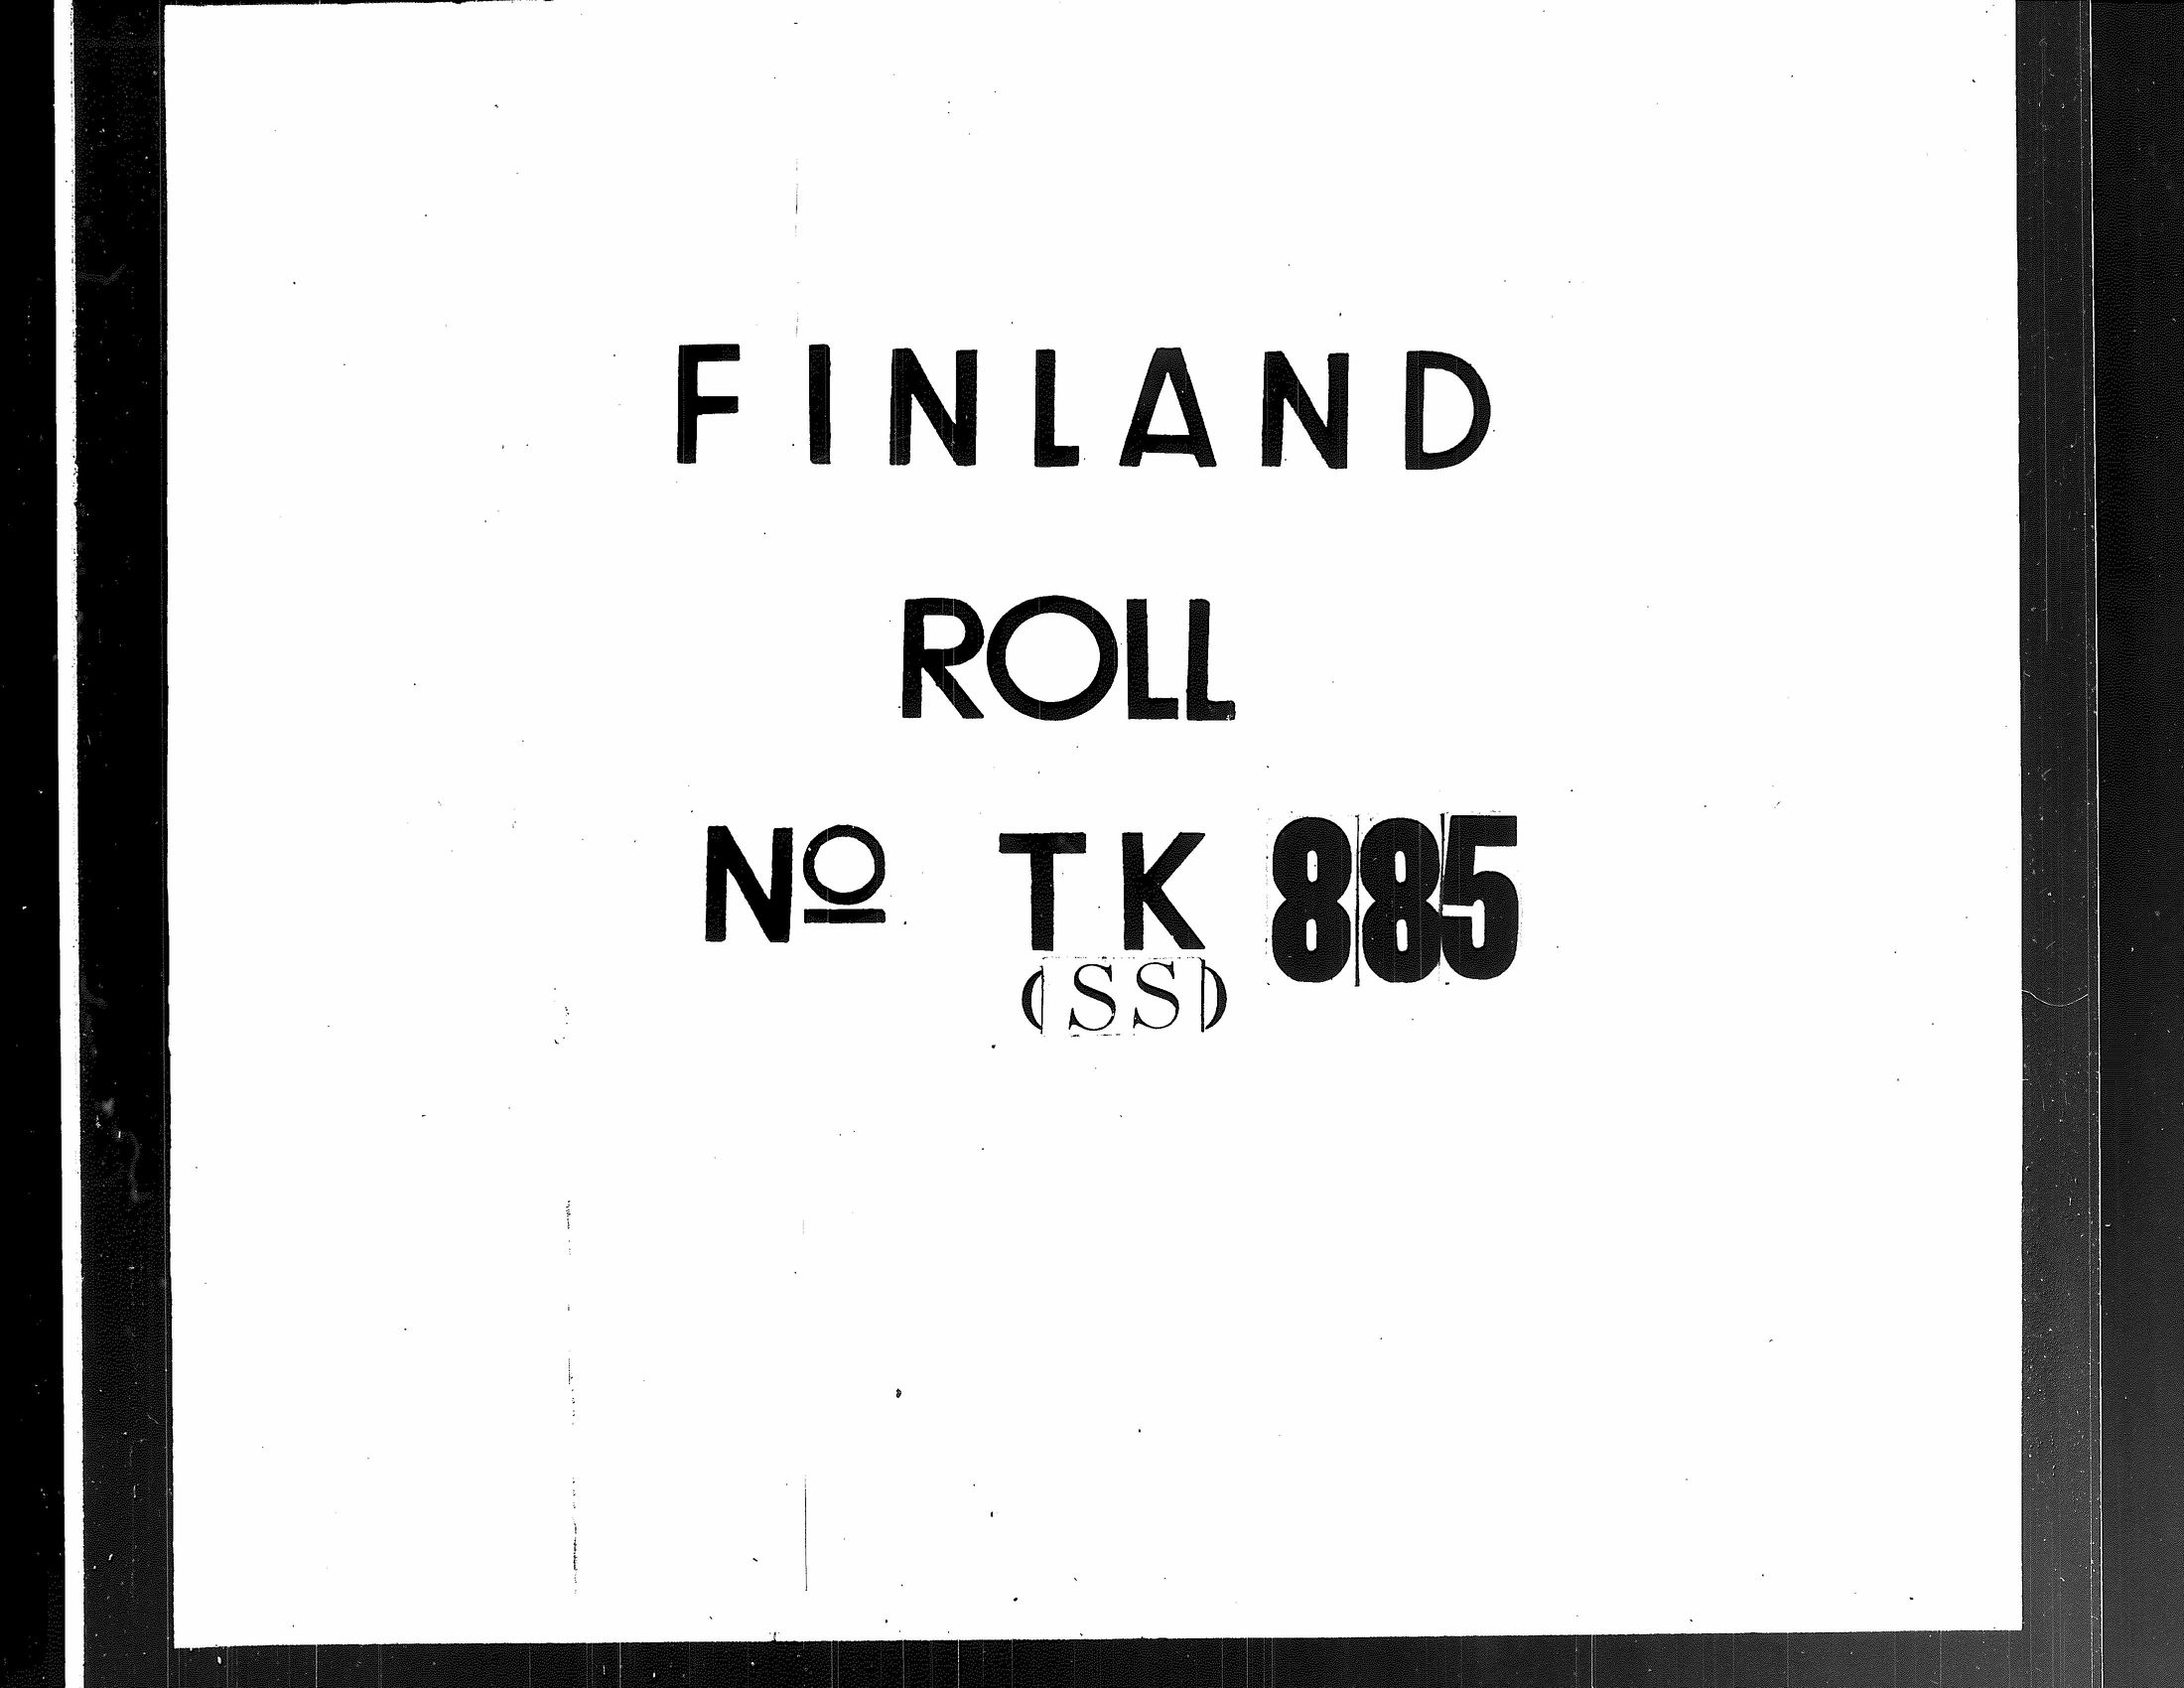 FINLAND
ROLL
Nº TK 885
(SS)